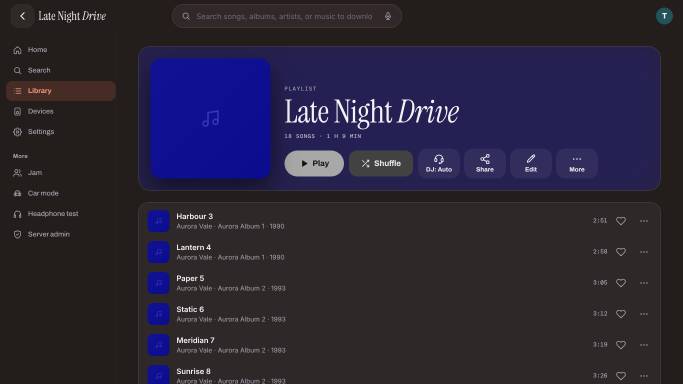 Late Night Drive
Search songs, albums, artists, or music to downlo
T
Home
Search
Library
Devices
Settings
More
Jam
Car mode
Headphone test
Server admin
PLAYLIST
Late Night Drive
18 SONGS · 1 H 9 MIN
Play
Shuffle
DJ: Auto
Share
Edit
More
Harbour 3
Aurora Vale · Aurora Album 1 · 1990
2:51
Lantern 4
Aurora Vale · Aurora Album 1 · 1990
2:58
Paper 5
Aurora Vale · Aurora Album 2 · 1993
3:05
Static 6
Aurora Vale · Aurora Album 2 · 1993
3:12
Meridian 7
Aurora Vale · Aurora Album 2 · 1993
3:19
Sunrise 8
Aurora Vale · Aurora Album 2 · 1993
3:26